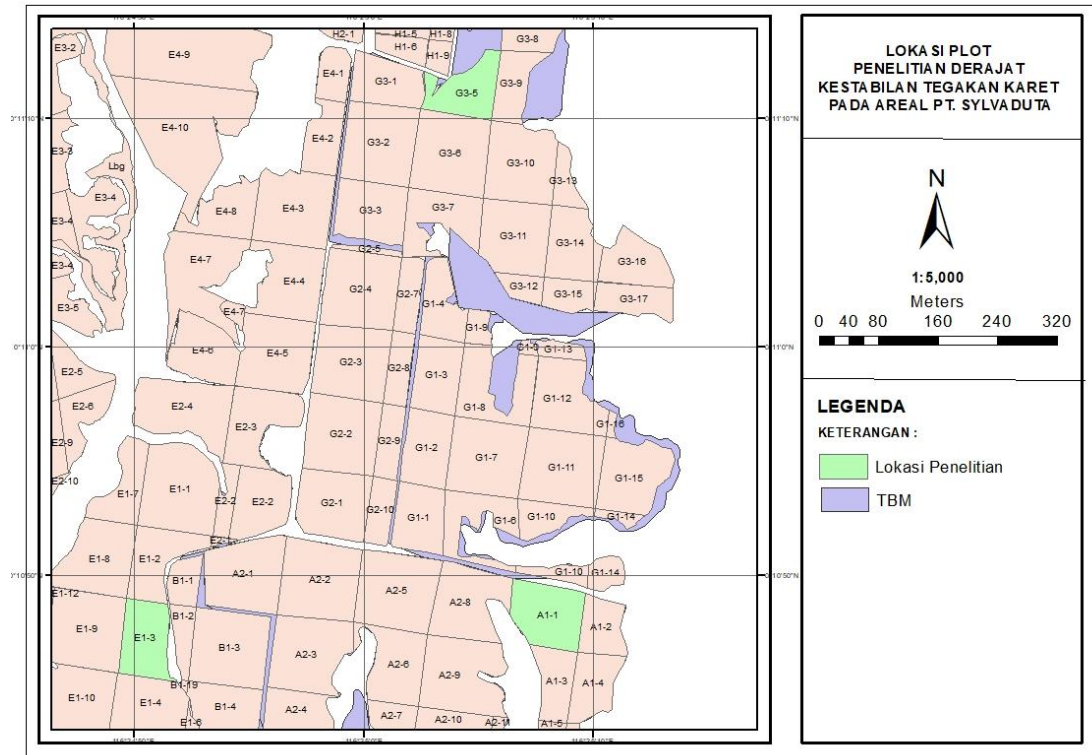 H2-1
H1-5
H1-8
H1-6
H1-9
G3-8
E3-2
E4-9
E4-1
G3-1
G3-5
G3-9
E4-10
E4-2
G3-2
G3-6
G3-10
G3-13
E3-3
Lbg
E3-4
E3-4
E4-8
E4-3
G3-3
G3-7
G3-11
G3-14
G2-5
E4-7
G3-16
E3-4
E4-4
G2-4
G2-7
G1-4
G3-12
G3-15
G3-17
E3-5
E4-7
G1-9
E4-6
E4-5
G2-3
G2-8
G1-3
G1-13
E2-5
E2-6
E2-4
E2-3
G1-8
G1-12
G1-16
E2-9
G2-2
G2-9
G1-2
G1-7
G1-11
G1-15
E2-10
E1-7
E1-1
E2-2
E2-2
G2-1
G2-10
G1-1
G1-6
G1-10
G1-14
E1-8
E1-2
B1-1
A2-1
A2-2
A2-5
A2-8
G1-10
G1-14
E1-12
E1-9
E1-3
B1-2
B1-3
A2-3
A2-6
A2-9
A1-1
A1-2
E1-10
E1-4
B1-19
B1-4
A2-4
A2-7
A2-10
A2-11
A1-3
A1-4
A1-5
E1-6
LOKASI PLOT
PENELITIAN DERAJAT
KESTABILAN TEGAKAN KARET
PADA AREAL PT. SYLVADUTA
N
1:5,000
Meters
0 40 80 160 240 320
LEGENDA
KETERANGAN :
Lokasi Penelitian
TBM